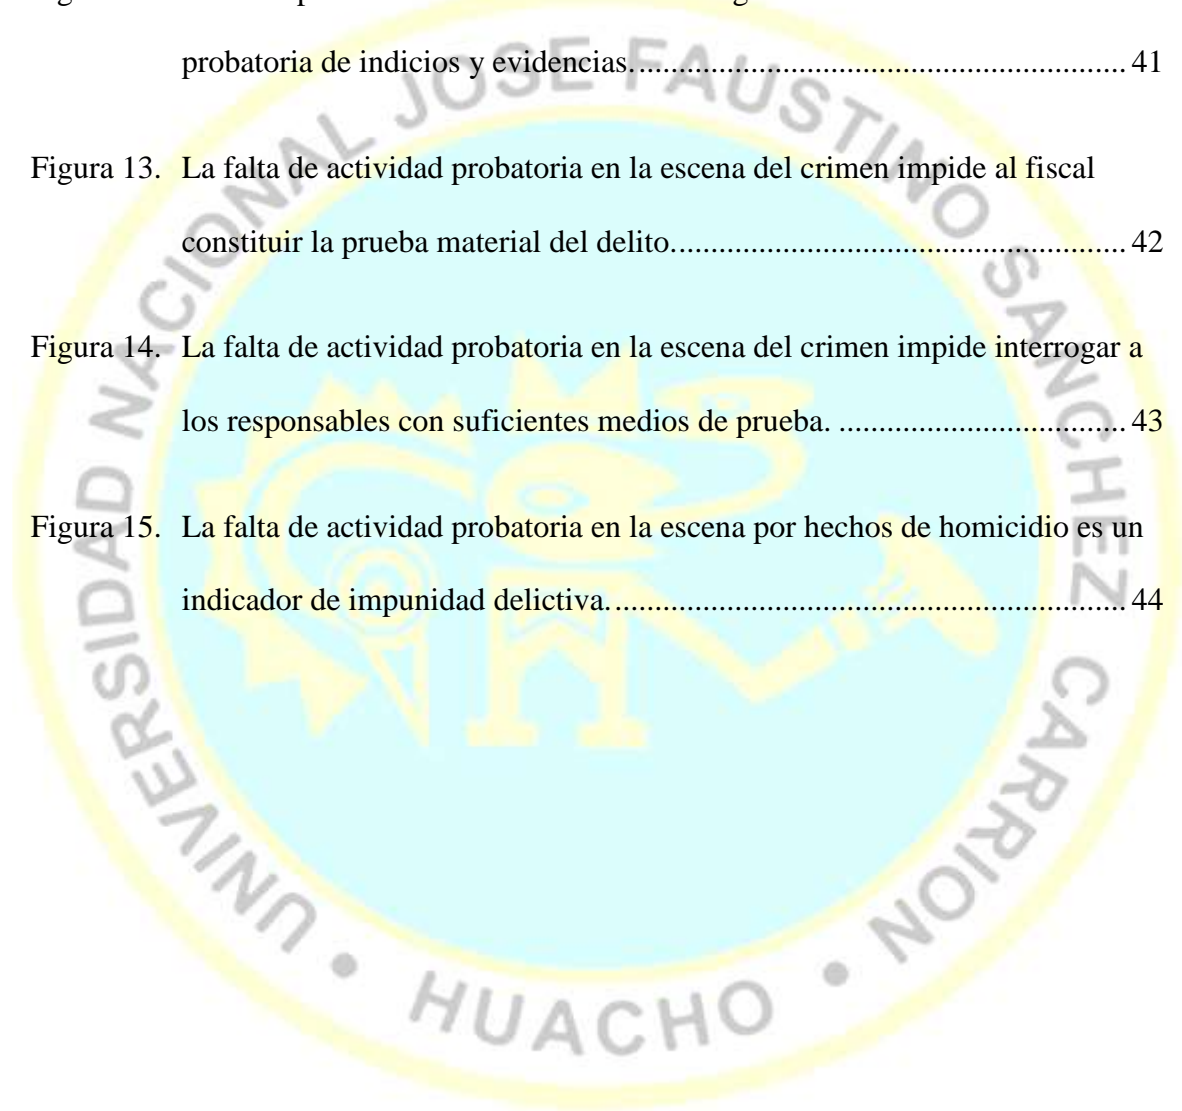 probatoria de indicios y evidencias. 41
Figura 13. La falta de actividad probatoria en la escena del crimen impide al fiscal
constituir la prueba material del delito. 42
Figura 14. La falta de actividad probatoria en la escena del crimen impide interrogar a
los responsables con suficientes medios de prueba. 43
Figura 15. La falta de actividad probatoria en la escena por hechos de homicidio es un
indicador de impunidad delictiva. 44
UNIVERSIDAD NACIONAL JOSE FAUSTINO SANCHEZ CARRION • HUACHO •